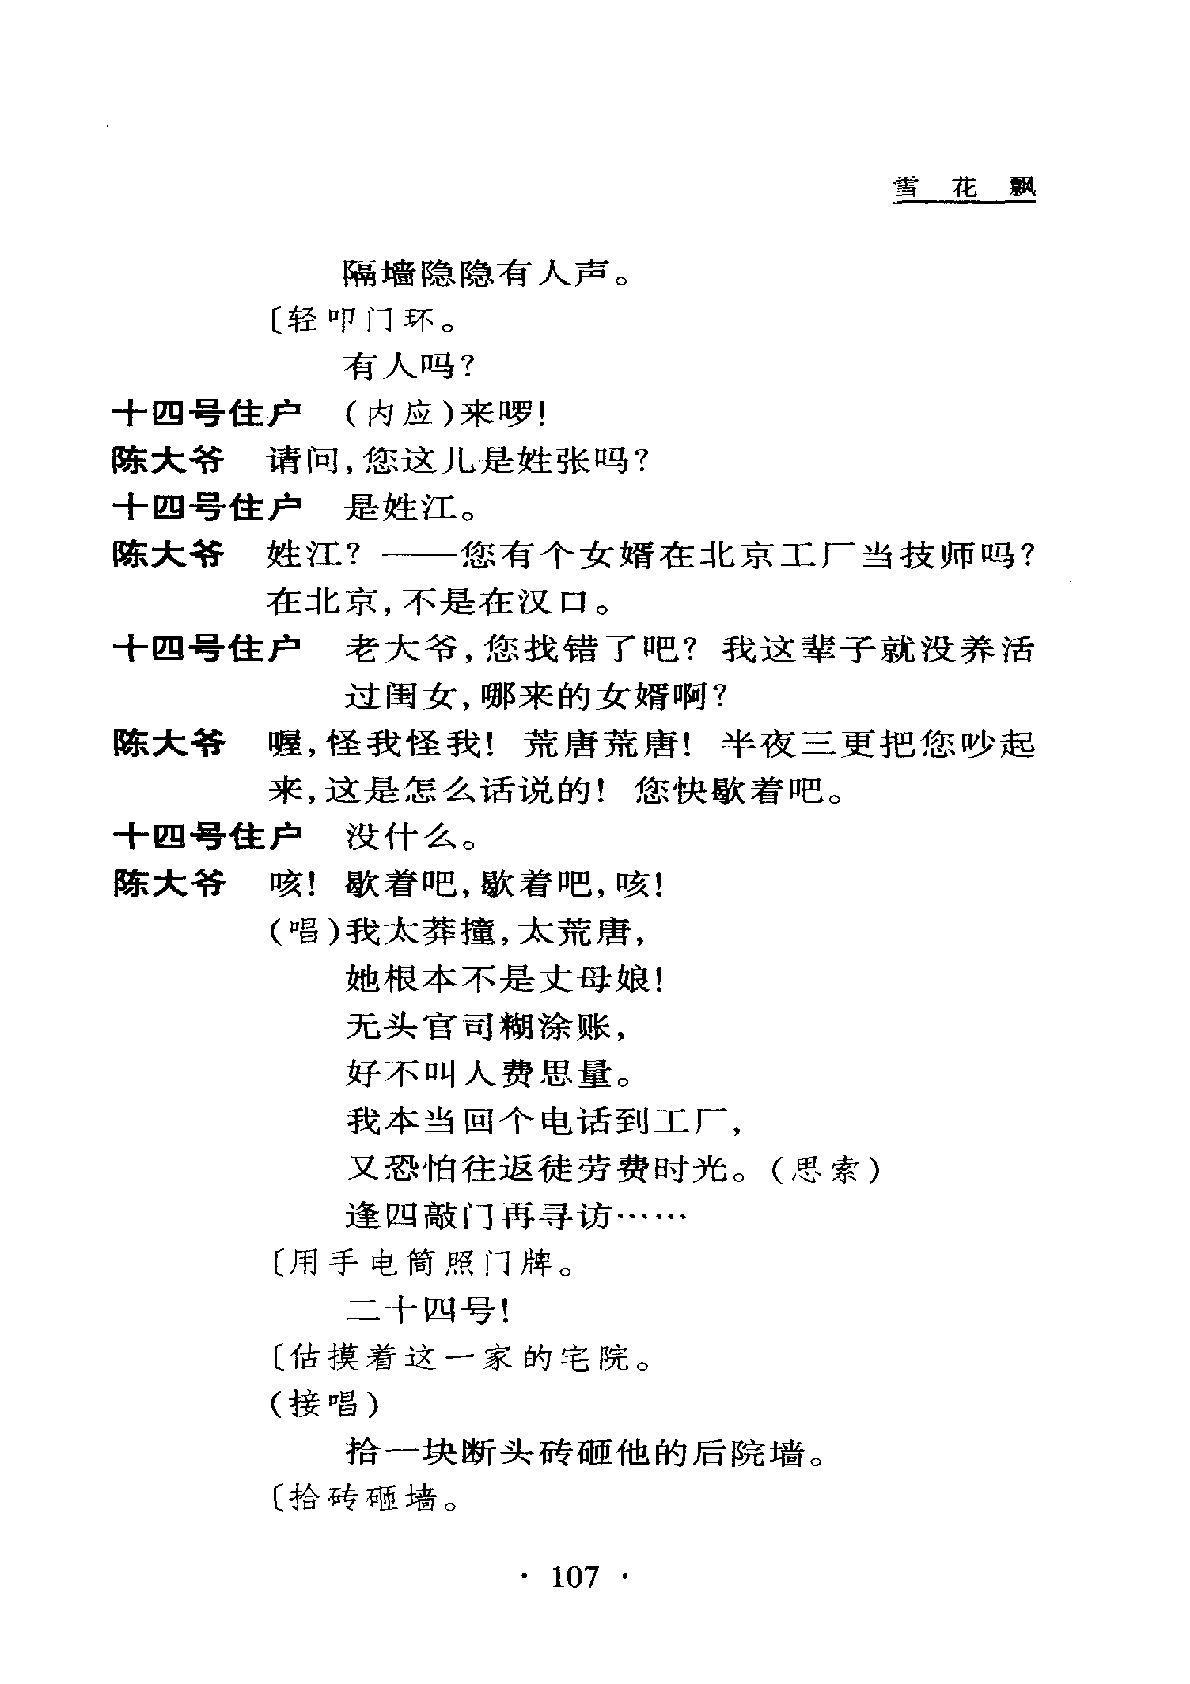 雪花飘
隔墙隐隐有人声。
〔轻叩门环。
有人吗？
十四号住户 （内应）来啰！
陈大爷 请问，您这儿是姓张吗？
十四号住户 是姓江。
陈大爷 姓江？——您有个女婿在北京工厂当技师吗？
在北京，不是在汉口。
十四号住户 老大爷，您找错了吧？我这辈子就没养活
过闺女，哪来的女婿啊？
陈大爷 喔，怪我怪我！荒唐荒唐！半夜三更把您吵起
来，这是怎么话说的！您快歇着吧。
十四号住户 没什么。
陈大爷 咳！歇着吧，歇着吧，咳！
（唱）我太莽撞，太荒唐，
她根本不是丈母娘！
无头官司糊涂账，
好不叫人费思量。
我本当回个电话到工厂，
又恐怕往返徒劳费时光。（思索）
逢四敲门再寻访……
〔用手电筒照门牌。
二十四号！
〔估摸着这一家的宅院。
（接唱）
拾一块断头砖砸他的后院墙。
〔拾砖砸墙。
· 107 ·